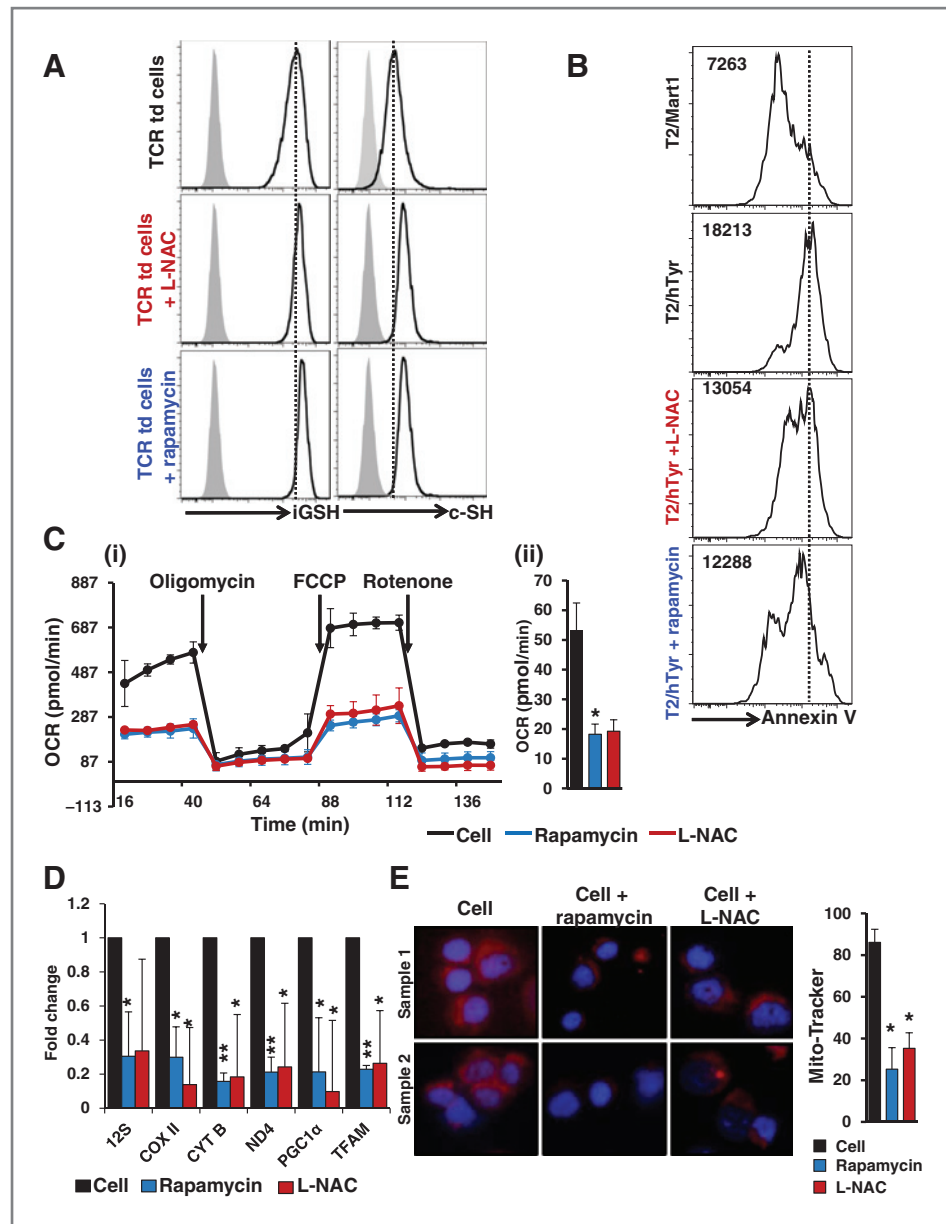 A
TCR td cells
TCR td cells
+ L-NAC
TCR td cells
+ rapamycin
iGSH
c-SH
B
7263
T2/Mart1
18213
T2/hTyr
13054
T2/hTyr +L-NAC
12288
T2/hTyr + rapamycin
Annexin V
C
(i)
Oligomycin
FCCP
Rotenone
OCR (pmol/min)
887
687
487
287
87
−113
16
40
64
88
112
136
Time (min)
(ii)
OCR (pmol/min)
70
60
50
40
30
20
10
0
*
Cell
Rapamycin
L-NAC
D
Fold change
1.2
1
0.8
0.6
0.4
0.2
0
*
*
*
**
*
**
*
*
*
**
*
12S
COX II
CYT B
ND4
PGC1α
TFAM
Cell
Rapamycin
L-NAC
E
Cell
Cell +
rapamycin
Cell +
L-NAC
Sample 1
Sample 2
Mito-Tracker
100
80
60
40
20
0
*
*
Cell
Rapamycin
L-NAC